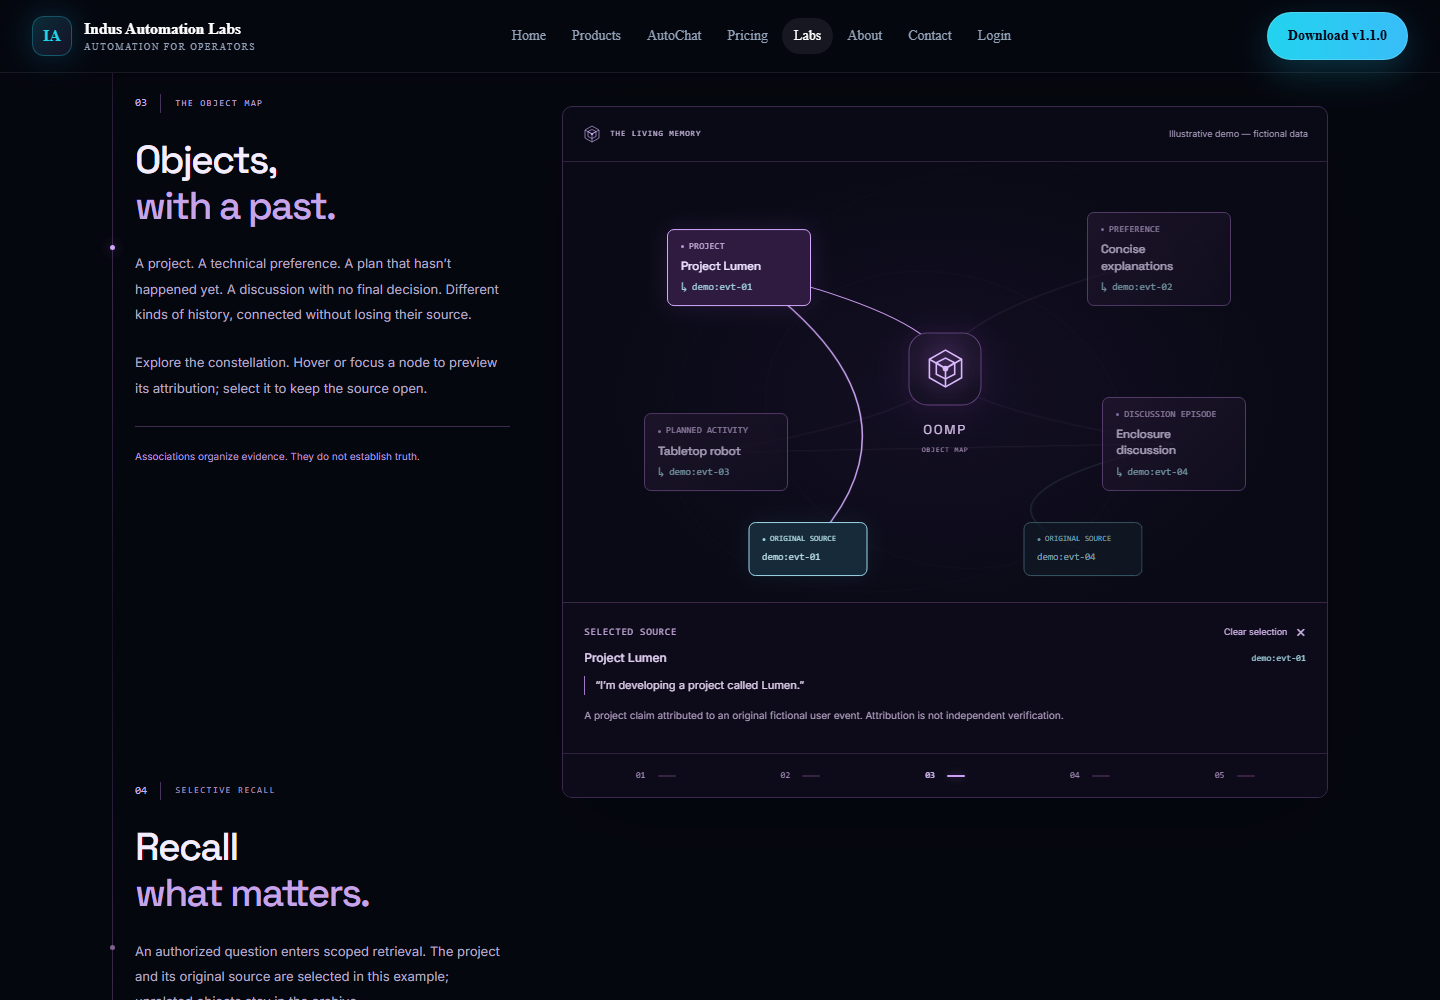 IA
Indus Automation Labs
AUTOMATION FOR OPERATORS
Home Products AutoChat Pricing Labs About Contact Login
Download v1.1.0
03 THE OBJECT MAP
Objects,
with a past.
A project. A technical preference. A plan that hasn’t
happened yet. A discussion with no final decision. Different
kinds of history, connected without losing their source.
Explore the constellation. Hover or focus a node to preview
its attribution; select it to keep the source open.
Associations organize evidence. They do not establish truth.
THE LIVING MEMORY
Illustrative demo — fictional data
PROJECT
Project Lumen
↳ demo:evt-01
PREFERENCE
Concise
explanations
↳ demo:evt-02
OOMP
OBJECT MAP
PLANNED ACTIVITY
Tabletop robot
↳ demo:evt-03
DISCUSSION EPISODE
Enclosure
discussion
↳ demo:evt-04
ORIGINAL SOURCE
demo:evt-01
ORIGINAL SOURCE
demo:evt-04
SELECTED SOURCE
Clear selection ✕
Project Lumen
demo:evt-01
“I’m developing a project called Lumen.”
A project claim attributed to an original fictional user event. Attribution is not independent verification.
01 02 03 04 05
04 SELECTIVE RECALL
Recall
what matters.
An authorized question enters scoped retrieval. The project
and its original source are selected in this example;
unrelated objects stay in the archive.